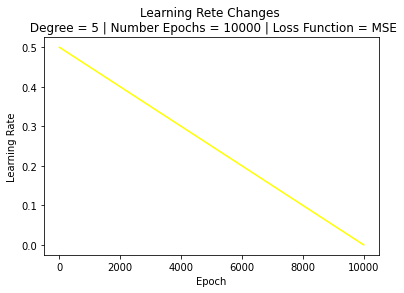 Learning Rete Changes
Degree = 5 | Number Epochs = 10000 | Loss Function = MSE
0.5
0.4
0.3
0.2
0.1
0.0
Learning Rate
0 2000 4000 6000 8000 10000
Epoch